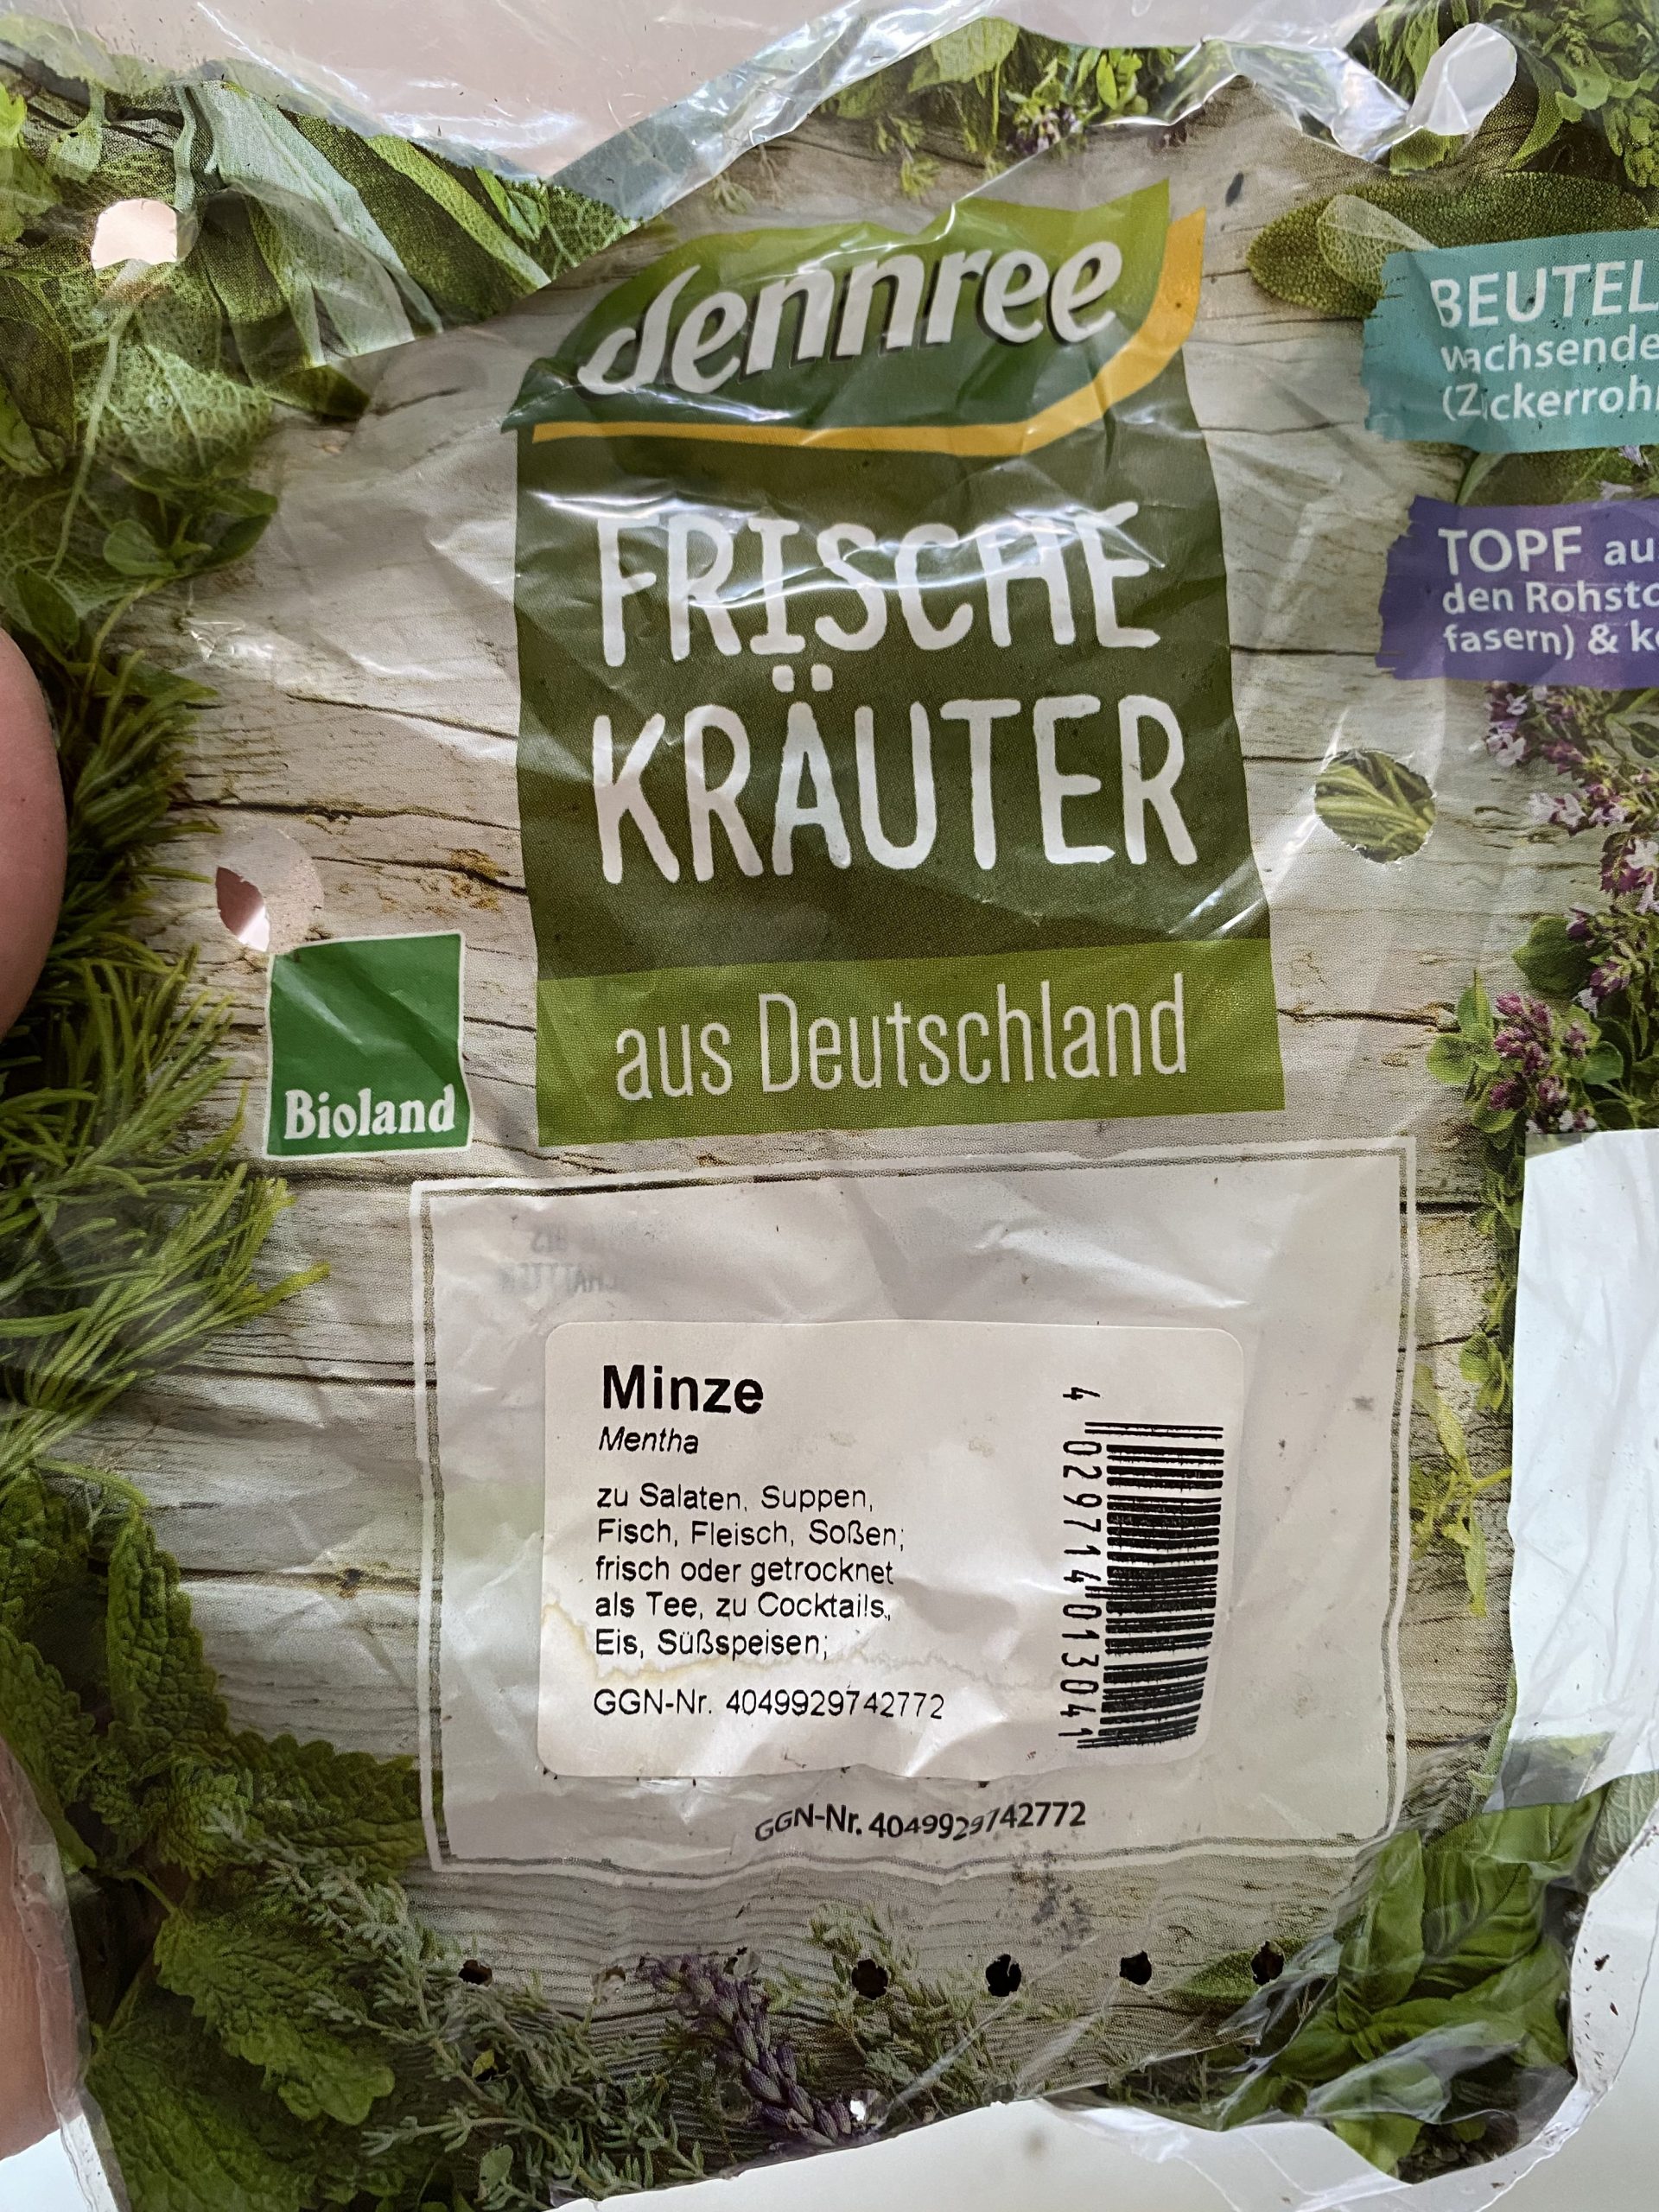 dennree
FRISCHE
KRÄUTER
aus Deutschland
BEUTEL
wachsende
(Zuckerrohr
TOPF au
den Rohsto
fasern) & ko
Bioland
Minze
Mentha
zu Salaten, Suppen,
Fisch, Fleisch, Soßen;
frisch oder getrocknet
als Tee, zu Cocktails,
Eis, Süßspeisen;
GGN-Nr. 4049929742772
4 029714 013041
GGN-Nr. 4049929742772